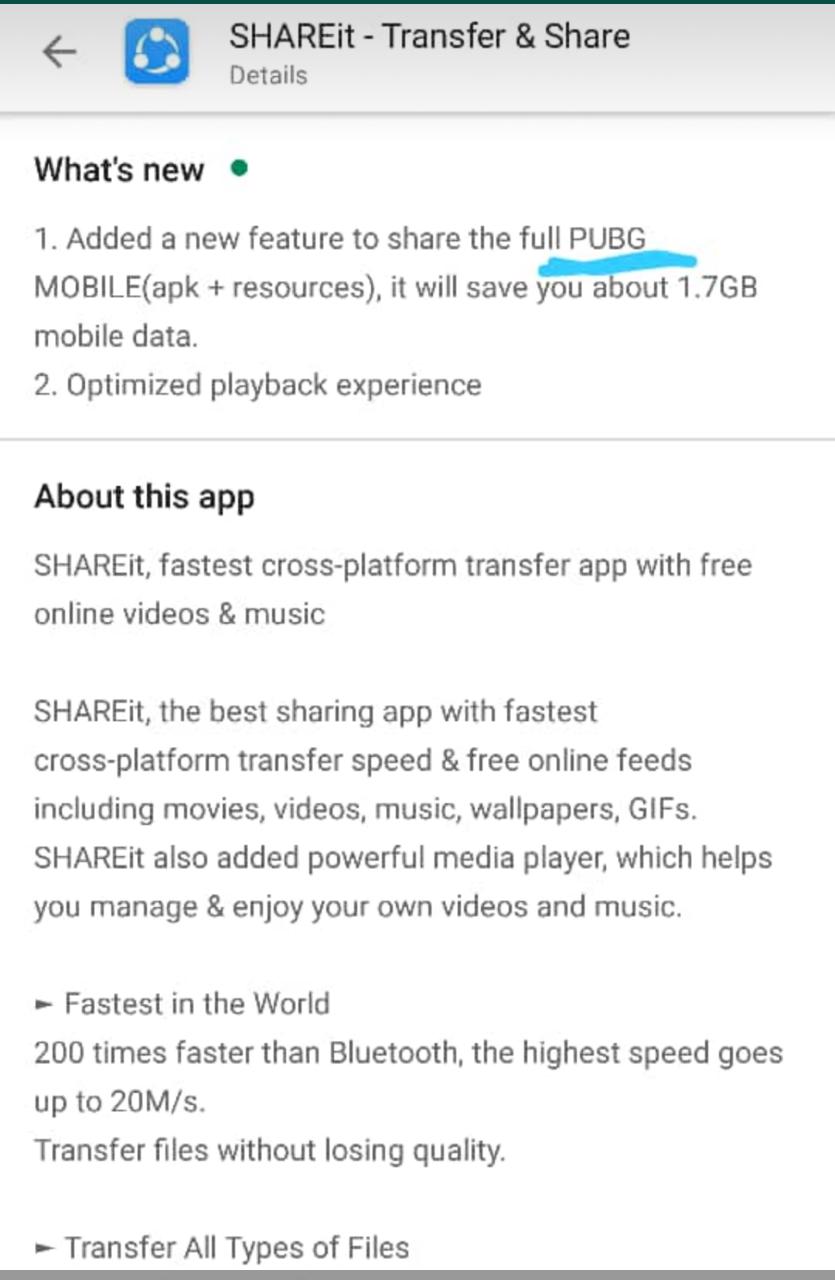 SHAREit - Transfer & Share
Details
What's new
1. Added a new feature to share the full PUBG
MOBILE(apk + resources), it will save you about 1.7GB
mobile data.
2. Optimized playback experience
About this app
SHAREit, fastest cross-platform transfer app with free
online videos & music
SHAREit, the best sharing app with fastest
cross-platform transfer speed & free online feeds
including movies, videos, music, wallpapers, GIFs.
SHAREit also added powerful media player, which helps
you manage & enjoy your own videos and music.
► Fastest in the World
200 times faster than Bluetooth, the highest speed goes
up to 20M/s.
Transfer files without losing quality.
► Transfer All Types of Files